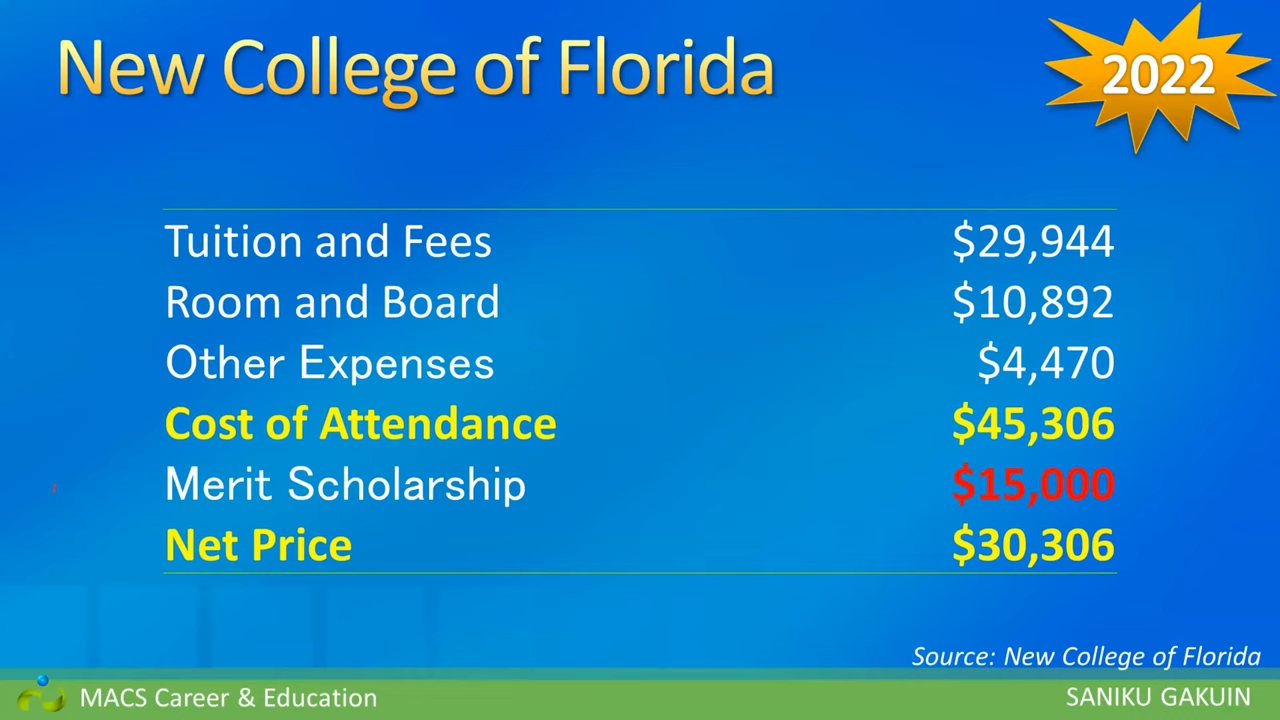 New College of Florida
2022
Tuition and Fees $29,944
Room and Board $10,892
Other Expenses $4,470
Cost of Attendance $45,306
Merit Scholarship $15,000
Net Price $30,306
Source: New College of Florida
MACS Career & Education
SANIKU GAKUIN